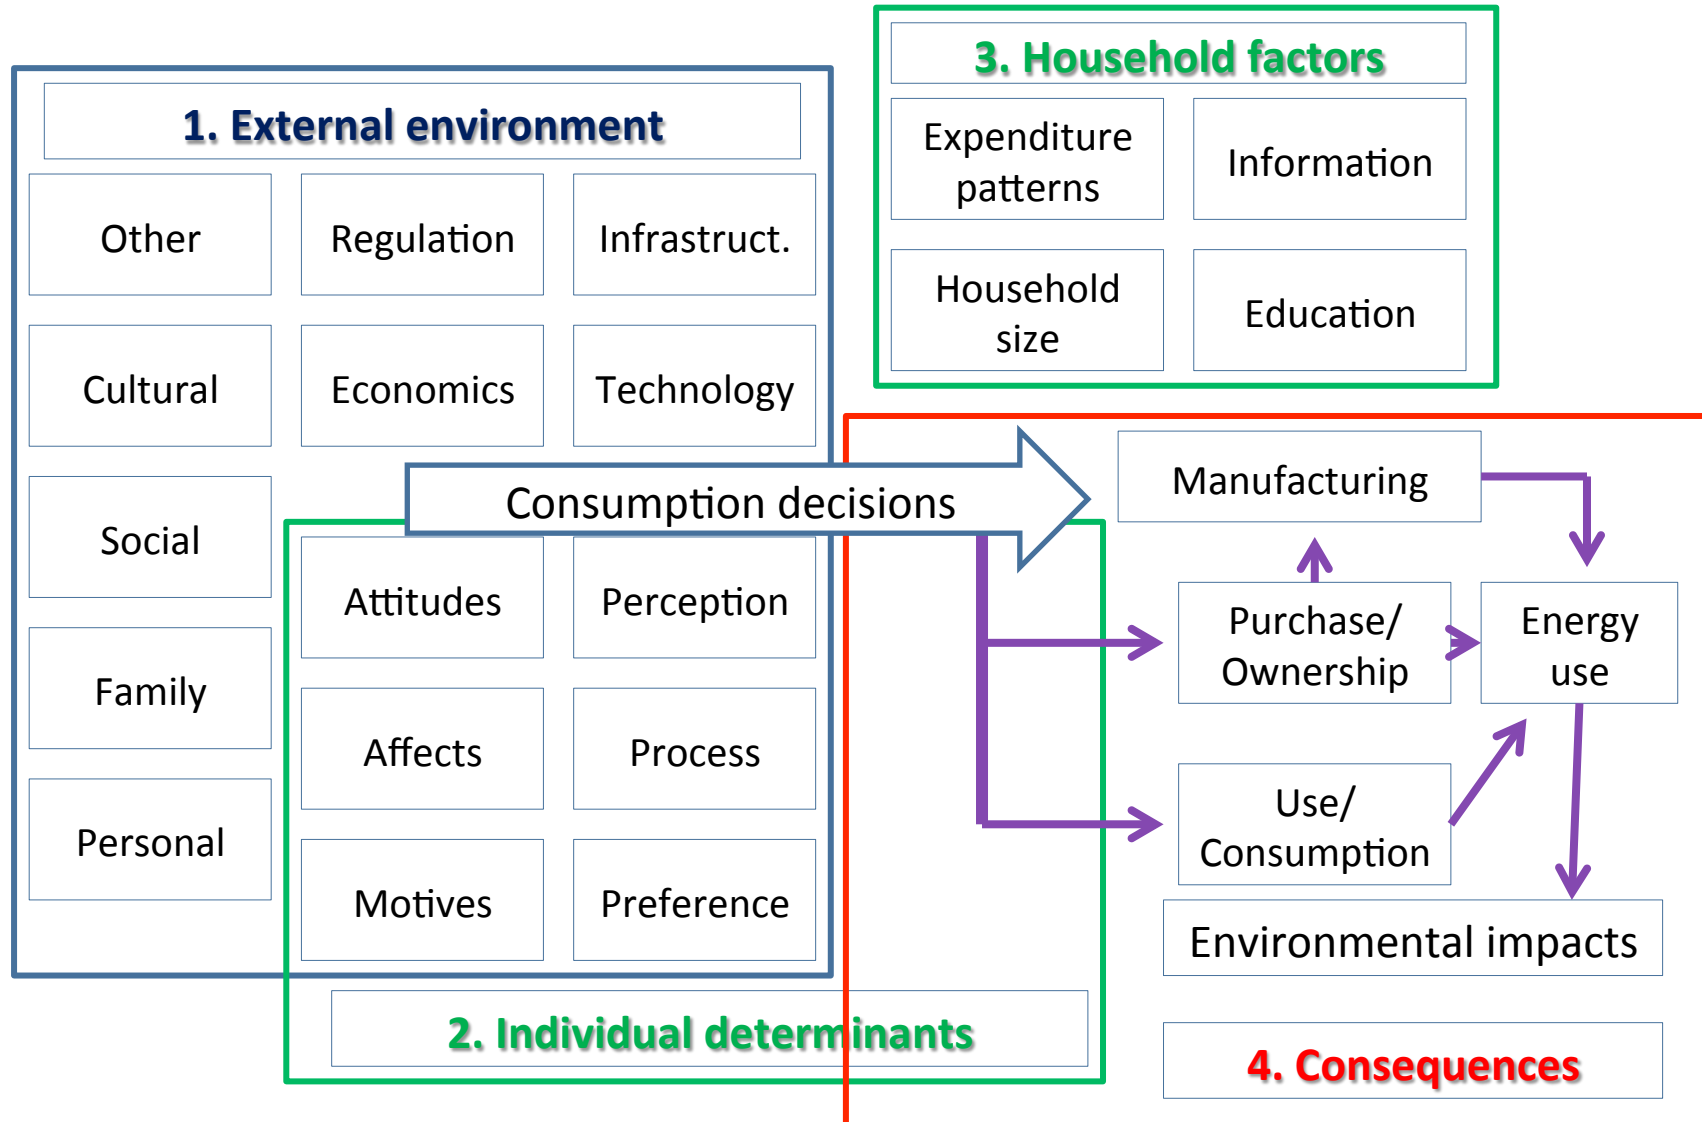 3. Household factors
1. External environment
Expenditure
patterns
Information
Other
Regulation
Infrastruct.
Household
size
Education
Cultural
Economics
Technology
Consumption decisions
Manufacturing
Social
Attitudes
Perception
Purchase/
Ownership
Energy
use
Family
Affects
Process
Use/
Consumption
Personal
Motives
Preference
Environmental impacts
2. Individual determinants
4. Consequences